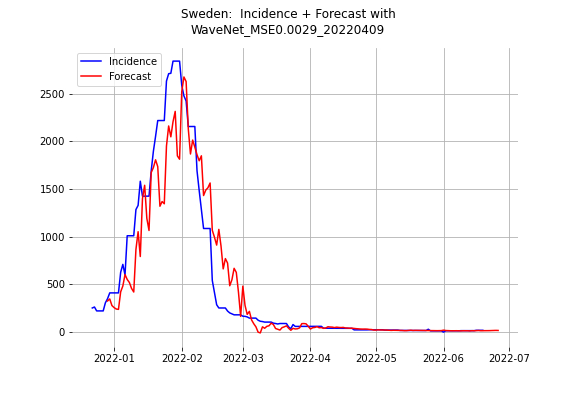 Sweden:  Incidence + Forecast with
WaveNet_MSE0.0029_20220409
Incidence
Forecast
2500
2000
1500
1000
500
0
2022-01 2022-02 2022-03 2022-04 2022-05 2022-06 2022-07